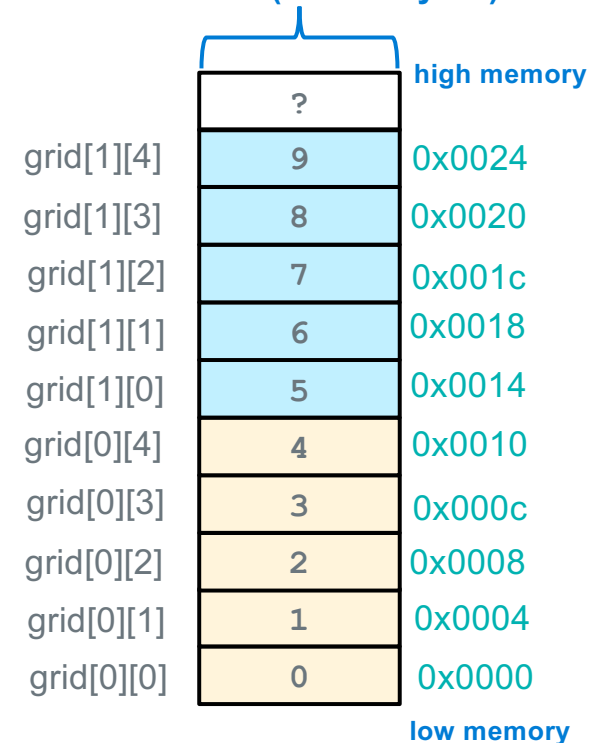 high memory
?
grid[1][4] 9 0x0024
grid[1][3] 8 0x0020
grid[1][2] 7 0x001c
grid[1][1] 6 0x0018
grid[1][0] 5 0x0014
grid[0][4] 4 0x0010
grid[0][3] 3 0x000c
grid[0][2] 2 0x0008
grid[0][1] 1 0x0004
grid[0][0] 0 0x0000
low memory